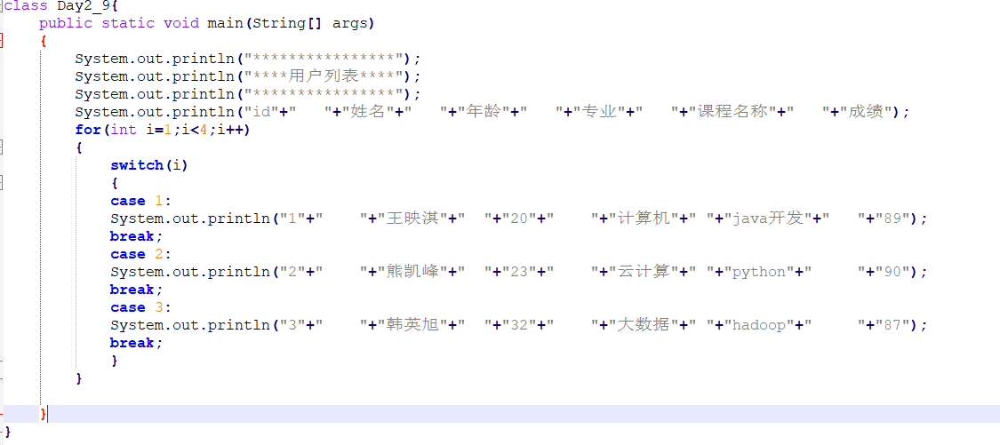 class Day2_9{
    public static void main(String[] args)
    {
        System.out.println("****************");
        System.out.println("****用户列表****");
        System.out.println("****************");
        System.out.println("id"+"   "+"姓名"+"   "+"年龄"+"   "+"专业"+"   "+"课程名称"+"   "+"成绩");
        for(int i=1;i<4;i++)
        {
            switch(i)
            {
            case 1:
            System.out.println("1"+"    "+"王映淇"+"  "+"20"+"    "+"计算机"+" "+"java开发"+"   "+"89");
            break;
            case 2:
            System.out.println("2"+"    "+"熊凯峰"+"  "+"23"+"    "+"云计算"+" "+"python"+"     "+"90");
            break;
            case 3:
            System.out.println("3"+"    "+"韩英旭"+"  "+"32"+"    "+"大数据"+" "+"hadoop"+"     "+"87");
            break;
            }
        }
    }
}